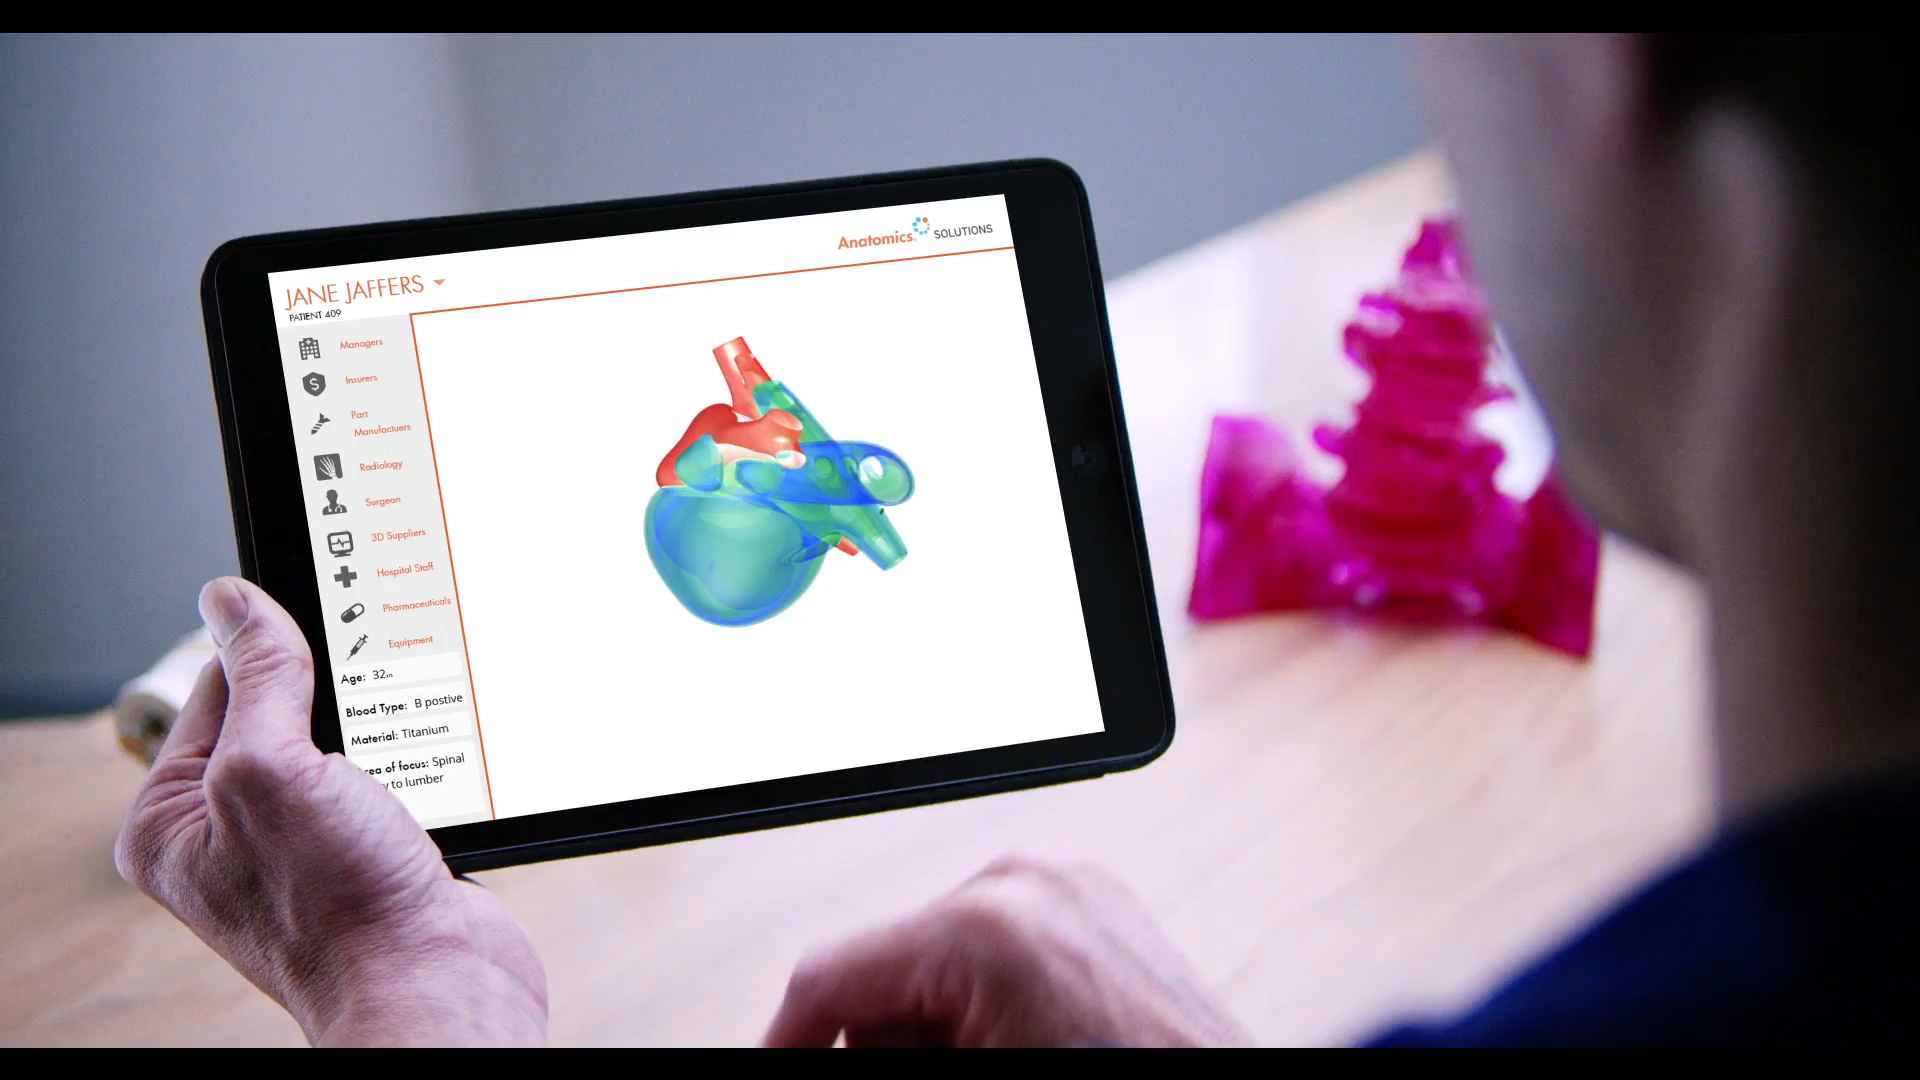 Anatomics SOLUTIONS
JANE JAFFERS
PATIENT 409
Managers
Insurers
Part
Manufactuers
Radiology
Surgeon
3D Suppliers
Hospital Staff
Pharmaceuticals
Equipment
Age: 32
Blood Type: B postive
Material: Titanium
of focus: Spinal
to lumber